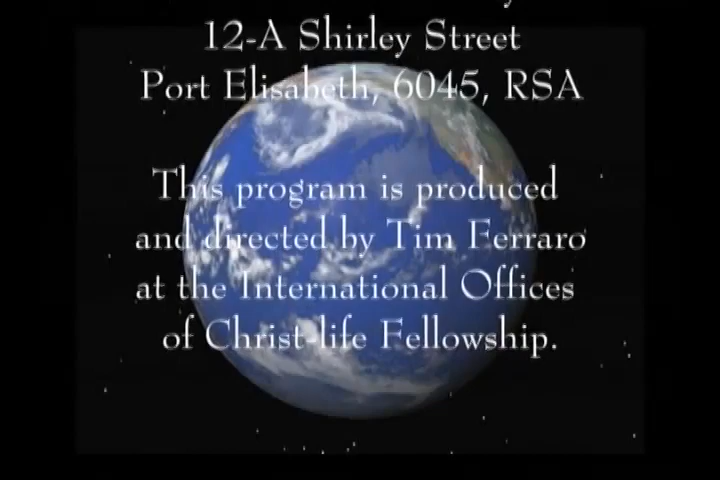 12-A Shirley Street
Port Elisabeth, 6045, RSA
This program is produced
and directed by Tim Ferraro
at the International Offices
of Christ-life Fellowship.